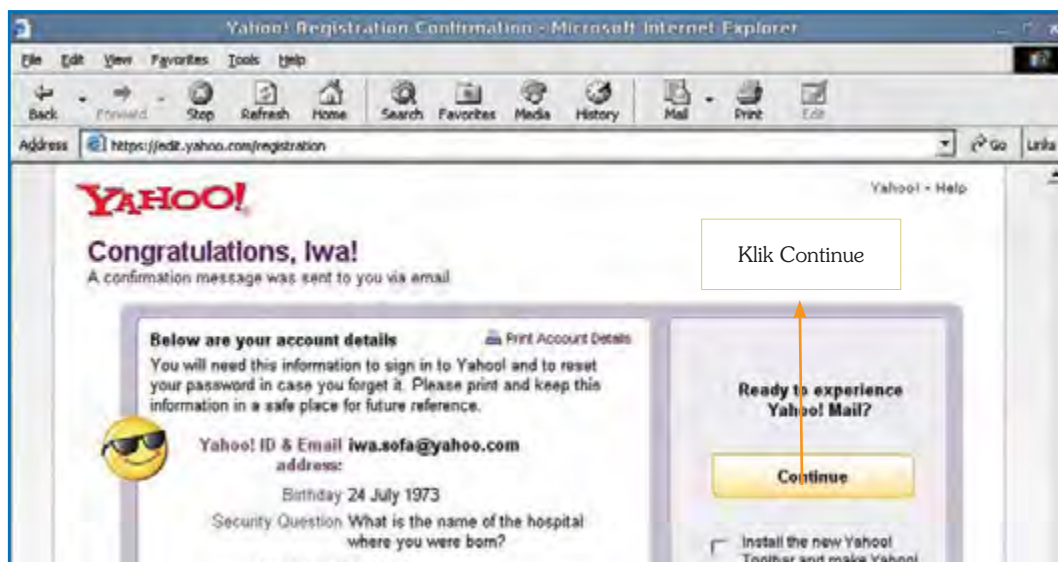 Yahoo! Registration Confirmation - Microsoft Internet Explorer
File Edit View Favorites Tools Help
Back Forward Stop Refresh Home Search Favorites Media History Mail Print Edit
Address https://edit.yahoo.com/registration Go Links
YAHOO!
Yahoo! - Help
Congratulations, Iwa!
A confirmation message was sent to you via email
Klik Continue
Below are your account details
Print Account Details
You will need this information to sign in to Yahoo! and to reset
your password in case you forget it. Please print and keep this
information in a safe place for future reference.
Yahoo! ID & Email iwa.sofa@yahoo.com
address:
Birthday 24 July 1973
Security Question What is the name of the hospital
where you were born?
Ready to experience
Yahoo! Mail?
Continue
Install the new Yahoo!
Toolbar and make Yahoo!